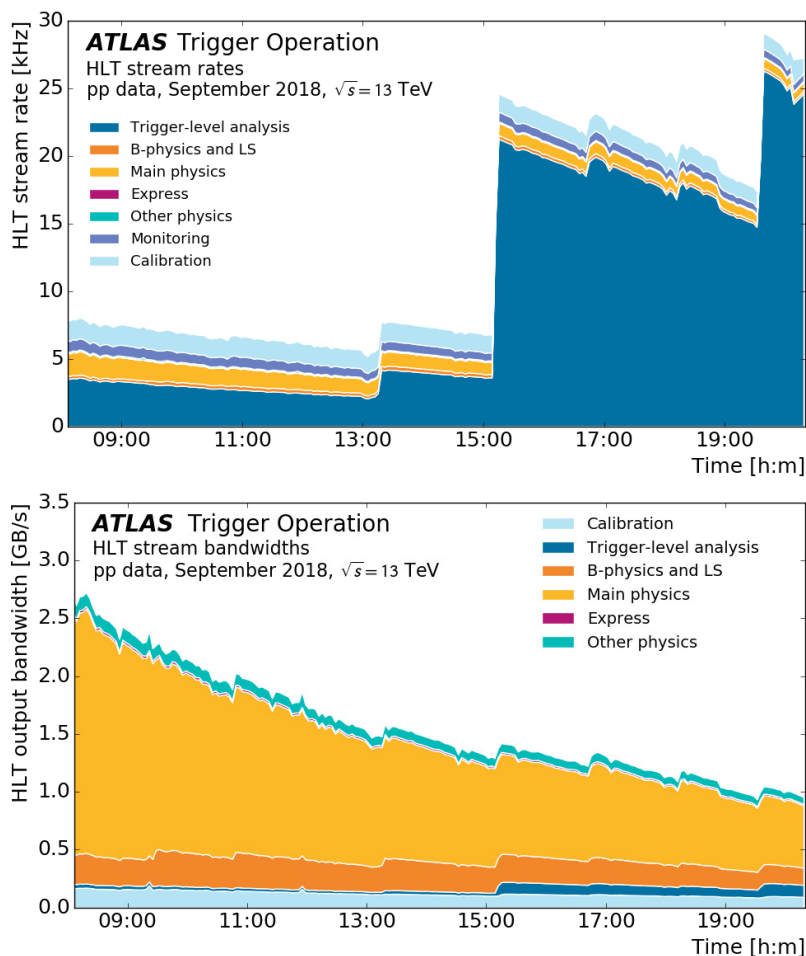 ATLAS Trigger Operation
HLT stream rates
pp data, September 2018, √s = 13 TeV
Trigger-level analysis
B-physics and LS
Main physics
Express
Other physics
Monitoring
Calibration
HLT stream rate [kHz]
30
25
20
15
10
5
0
09:00 11:00 13:00 15:00 17:00 19:00
Time [h:m]
ATLAS Trigger Operation
HLT stream bandwidths
pp data, September 2018, √s = 13 TeV
Calibration
Trigger-level analysis
B-physics and LS
Main physics
Express
Other physics
HLT output bandwidth [GB/s]
3.5
3.0
2.5
2.0
1.5
1.0
0.5
0.0
09:00 11:00 13:00 15:00 17:00 19:00
Time [h:m]